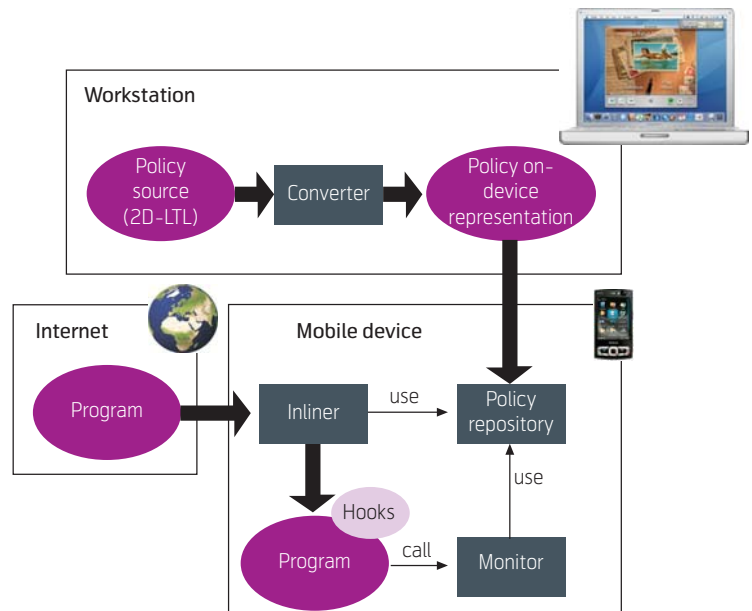 Workstation
Policy
source
(2D-LTL)
Converter
Policy on-
device
representation
Internet
Mobile device
Program
Inliner
use
Policy
repository
use
Hooks
Program
call
Monitor